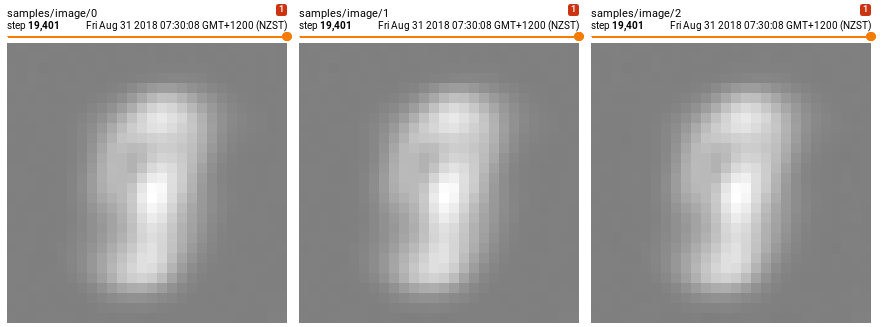 samples/image/0
1
step 19,401 Fri Aug 31 2018 07:30:08 GMT+1200 (NZST)
samples/image/1
1
step 19,401 Fri Aug 31 2018 07:30:08 GMT+1200 (NZST)
samples/image/2
1
step 19,401 Fri Aug 31 2018 07:30:08 GMT+1200 (NZST)